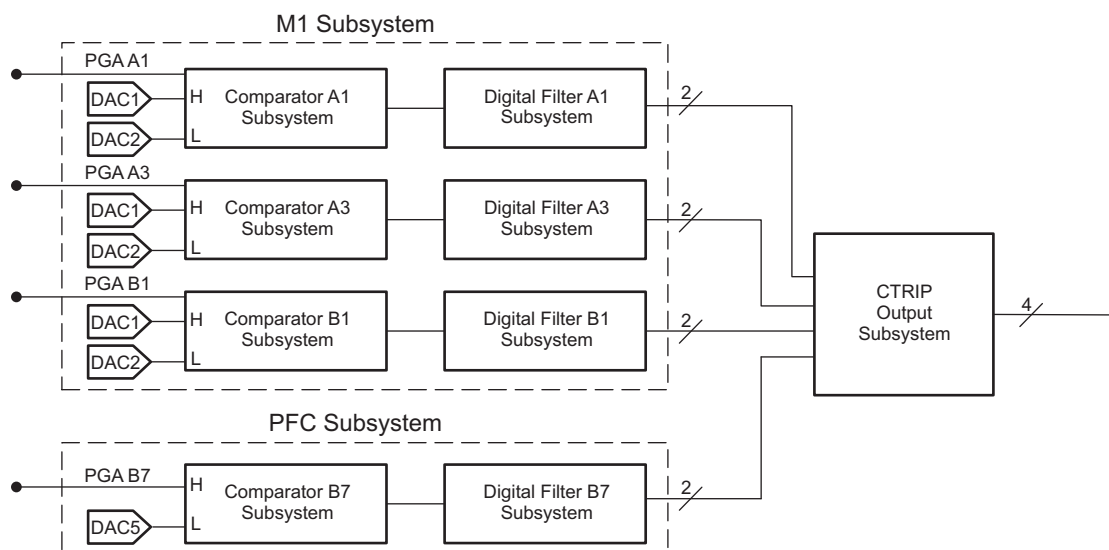 M1 Subsystem
PGA A1
DAC1
H
DAC2
L
Comparator A1
Subsystem
Digital Filter A1
Subsystem
2
PGA A3
DAC1
H
DAC2
L
Comparator A3
Subsystem
Digital Filter A3
Subsystem
2
PGA B1
DAC1
H
DAC2
L
Comparator B1
Subsystem
Digital Filter B1
Subsystem
2
CTRIP
Output
Subsystem
4
PFC Subsystem
PGA B7
H
DAC5
L
Comparator B7
Subsystem
Digital Filter B7
Subsystem
2